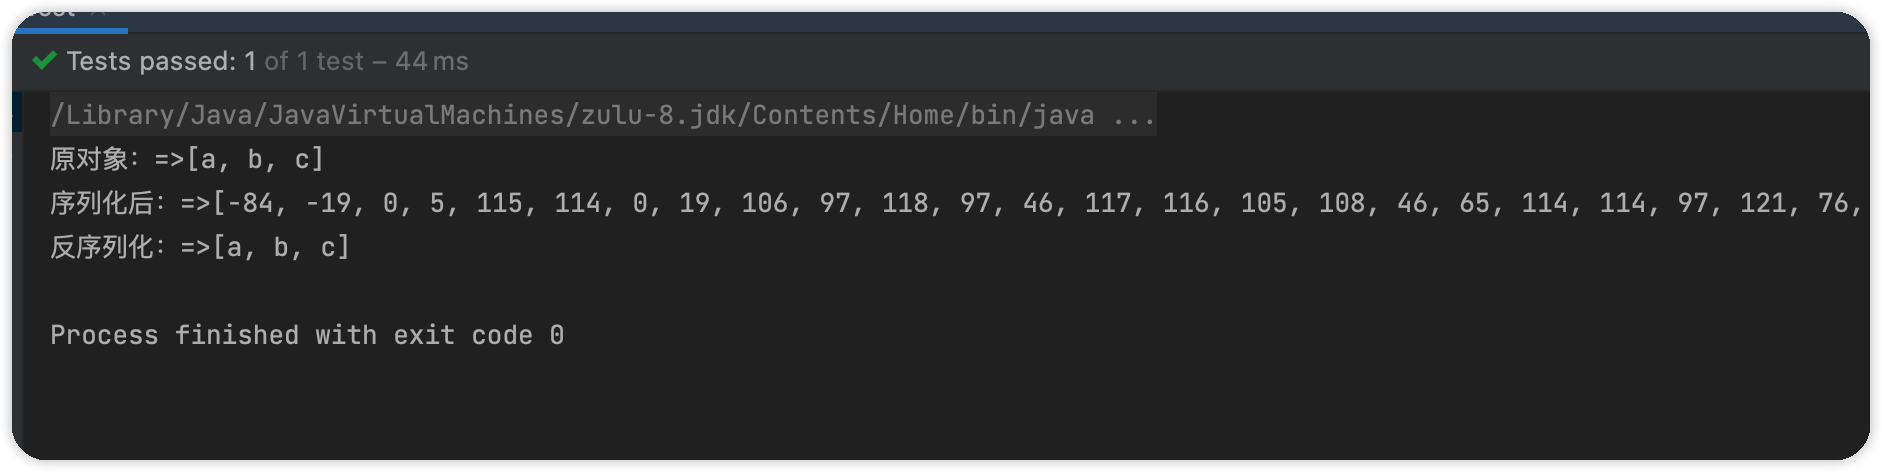 Tests passed: 1 of 1 test – 44 ms
/Library/Java/JavaVirtualMachines/zulu-8.jdk/Contents/Home/bin/java ...
原对象：=>[a, b, c]
序列化后：=>[-84, -19, 0, 5, 115, 114, 0, 19, 106, 97, 118, 97, 46, 117, 116, 105, 108, 46, 65, 114, 114, 97, 121, 76,
反序列化：=>[a, b, c]
Process finished with exit code 0